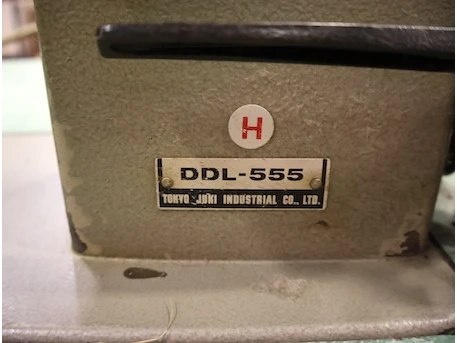 H
DDL-555
TOKYO JUKI INDUSTRIAL CO., LTD.